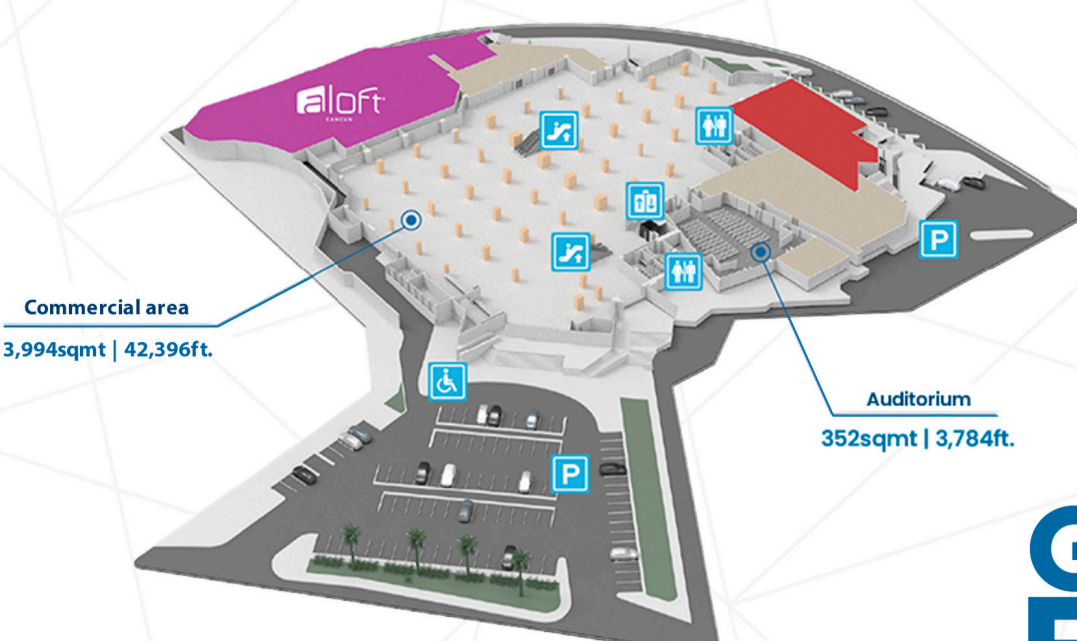 aloft
CANCUN
P
Commercial area
3,994sqmt | 42,396ft.
Auditorium
352sqmt | 3,784ft.
P